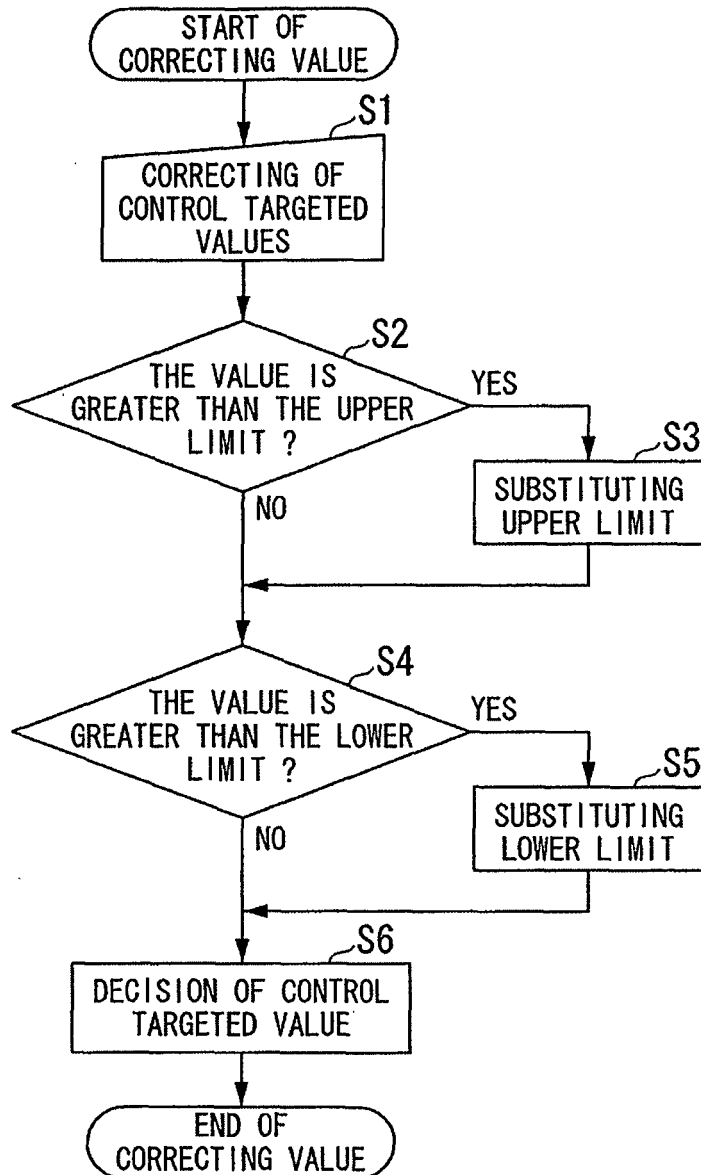 START OF
CORRECTING VALUE
S1
CORRECTING OF
CONTROL TARGETED
VALUES
S2
THE VALUE IS
GREATER THAN THE UPPER
LIMIT ?
YES
S3
SUBSTITUTING
UPPER LIMIT
NO
S4
THE VALUE IS
GREATER THAN THE LOWER
LIMIT ?
YES
S5
SUBSTITUTING
LOWER LIMIT
NO
S6
DECISION OF CONTROL
TARGETED VALUE
END OF
CORRECTING VALUE